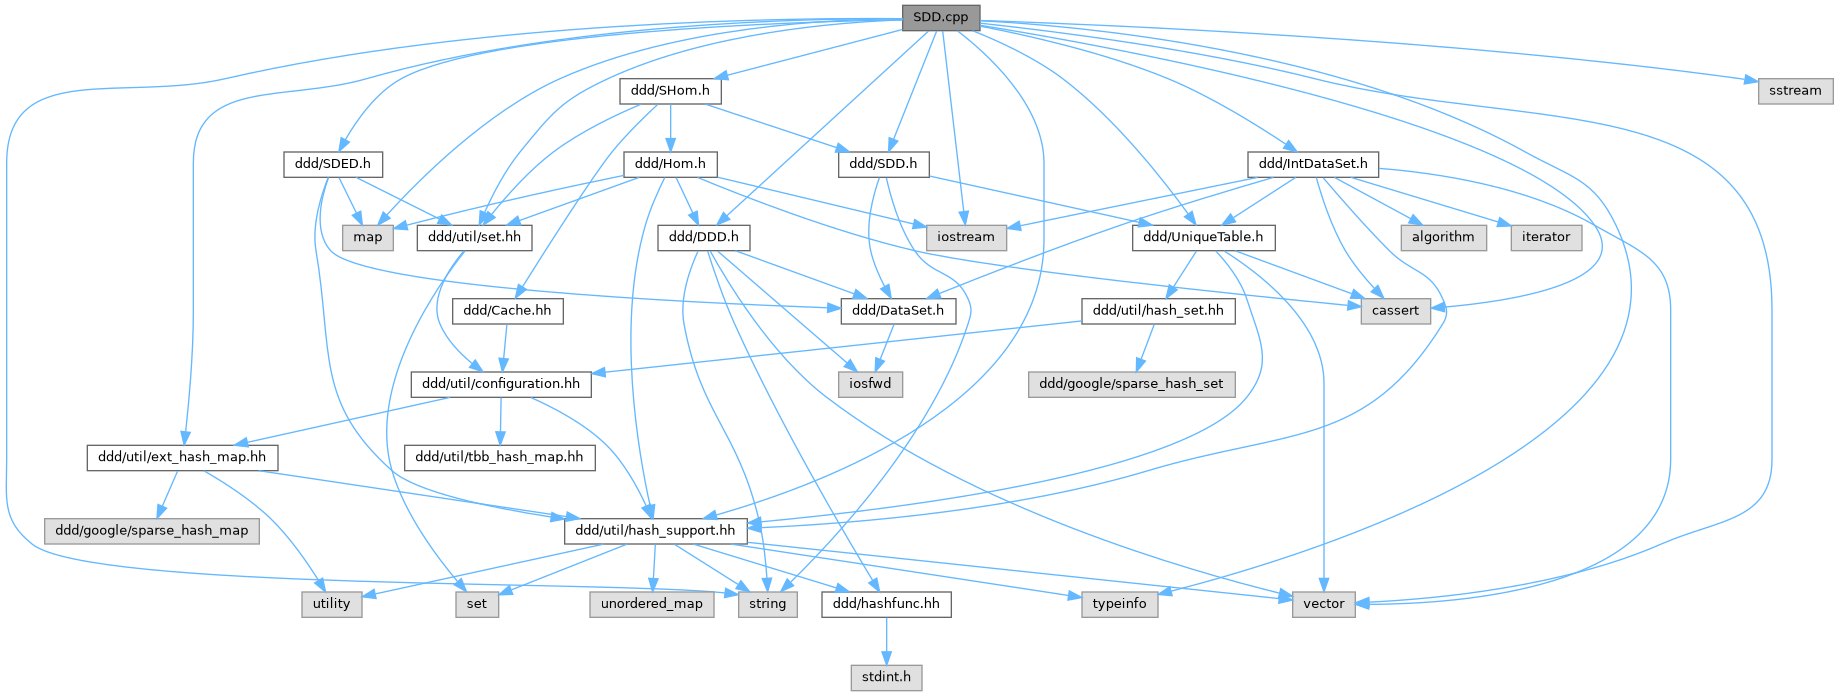 SDD.cpp
ddd/SHom.h
sstream
ddd/SDED.h
ddd/Hom.h
ddd/SDD.h
ddd/IntDataSet.h
map
ddd/util/set.hh
ddd/DDD.h
iostream
ddd/UniqueTable.h
algorithm
iterator
ddd/Cache.hh
ddd/DataSet.h
ddd/util/hash_set.hh
cassert
ddd/util/configuration.hh
iosfwd
ddd/google/sparse_hash_set
ddd/util/ext_hash_map.hh
ddd/util/tbb_hash_map.hh
ddd/google/sparse_hash_map
ddd/util/hash_support.hh
utility
set
unordered_map
string
ddd/hashfunc.hh
typeinfo
vector
stdint.h